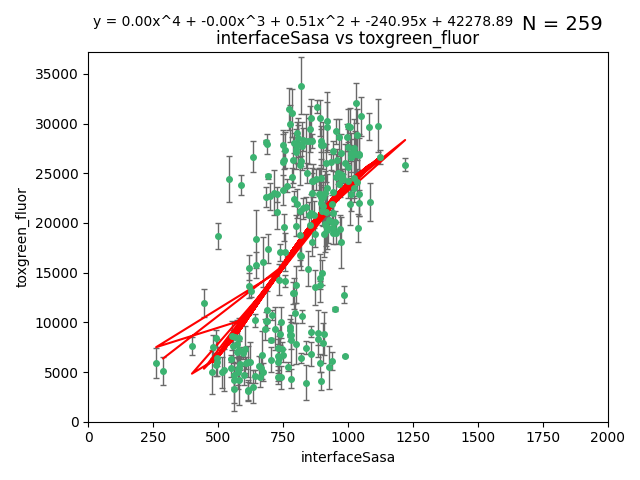 y = 0.00x^4 + -0.00x^3 + 0.51x^2 + -240.95x + 42278.89 N = 259
interfaceSasa vs toxgreen_fluor
35000
30000
25000
20000
15000
10000
5000
0
toxgreen_fluor
0 250 500 750 1000 1250 1500 1750 2000
interfaceSasa